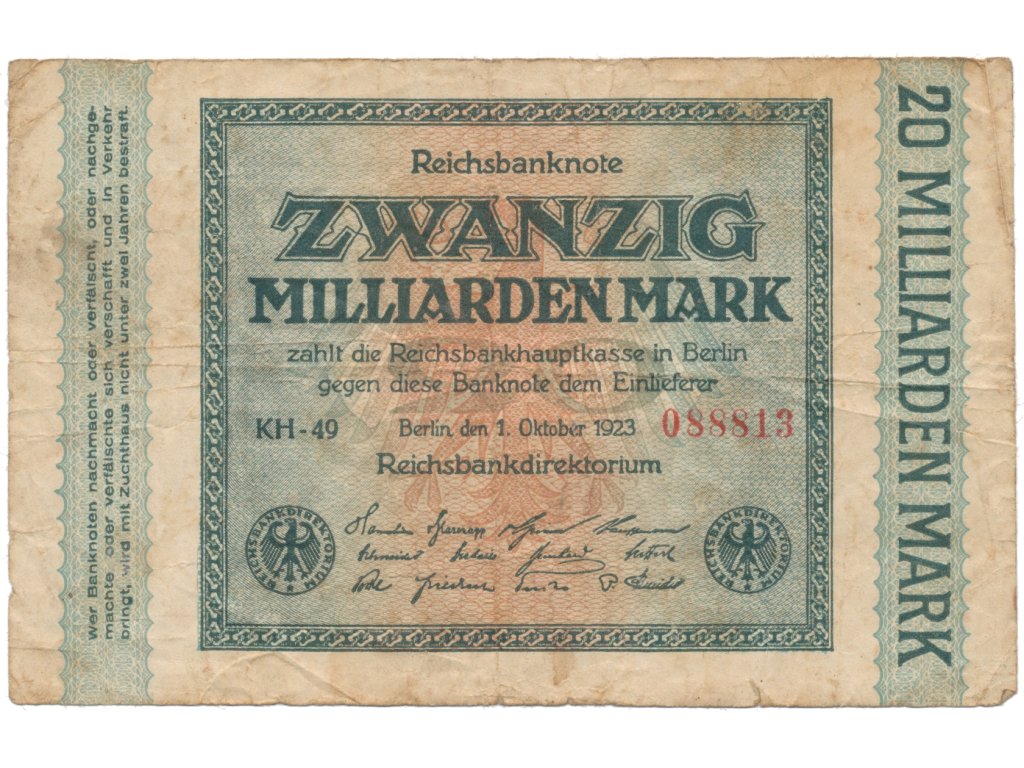 Wer Banknoten nachmacht oder verfälscht, oder nachge-
machte oder verfälschte sich verschafft und in Verkehr
bringt, wird mit Zuchthaus nicht unter zwei Jahren bestraft.
Reichsbanknote
ZWANZIG
MILLIARDEN MARK
zahlt die Reichsbankhauptkasse in Berlin
gegen diese Banknote dem Einlieferer
KH-49 Berlin, den 1. Oktober 1923 088813
Reichsbankdirektorium
REICHSBANKDIREKTORIUM
REICHSBANKDIREKTORIUM
20 MILLIARDEN MARK